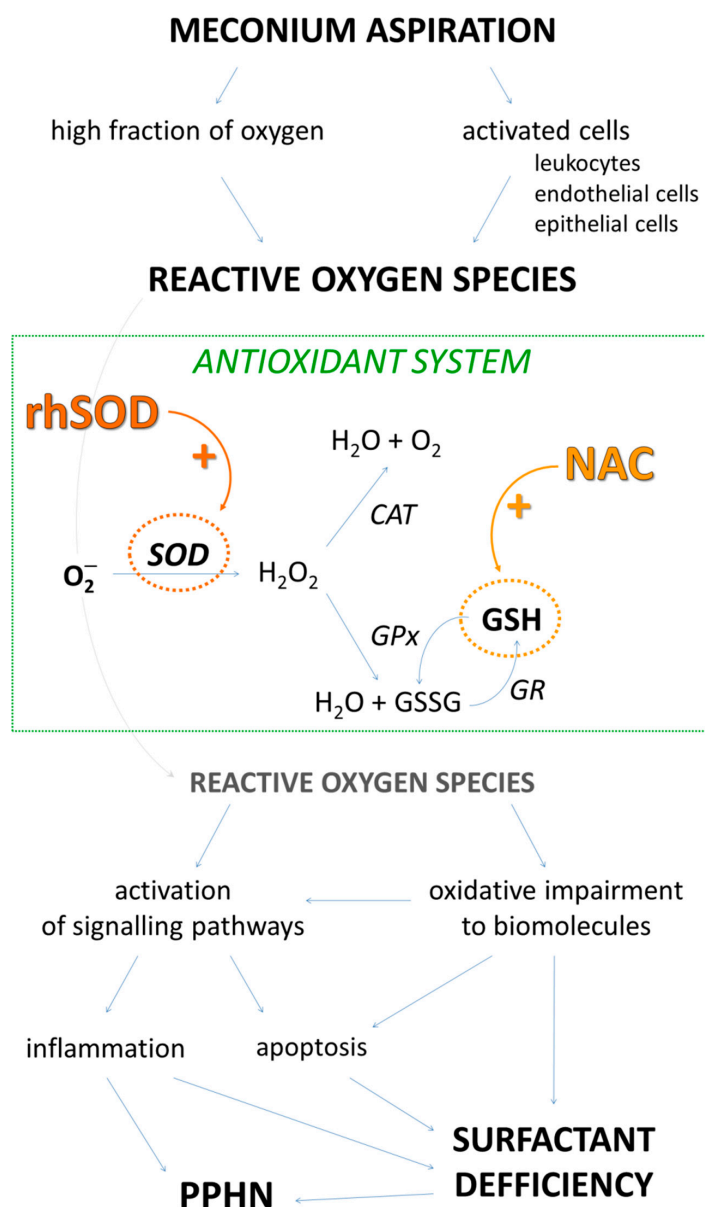 MECONIUM ASPIRATION
high fraction of oxygen
activated cells
leukocytes
endothelial cells
epithelial cells
REACTIVE OXYGEN SPECIES
ANTIOXIDANT SYSTEM
rhSOD
+
H₂O + O₂
NAC
+
CAT
O₂⁻
SOD
H₂O₂
GPx
GSH
H₂O + GSSG
GR
REACTIVE OXYGEN SPECIES
activation
of signalling pathways
oxidative impairment
to biomolecules
inflammation
apoptosis
SURFACTANT
DEFFICIENCY
PPHN